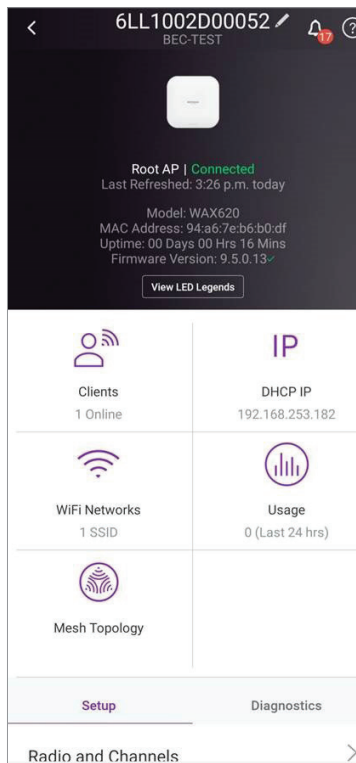 6LL1002D00052
BEC-TEST
17
?
Root AP | Connected
Last Refreshed: 3:26 p.m. today
Model: WAX620
MAC Address: 94:a6:7e:b6:b0:df
Uptime: 00 Days 00 Hrs 16 Mins
Firmware Version: 9.5.0.13
View LED Legends
IP
Clients
DHCP IP
1 Online
192.168.253.182
WiFi Networks
Usage
1 SSID
0 (Last 24 hrs)
Mesh Topology
Setup
Diagnostics
Radio and Channels